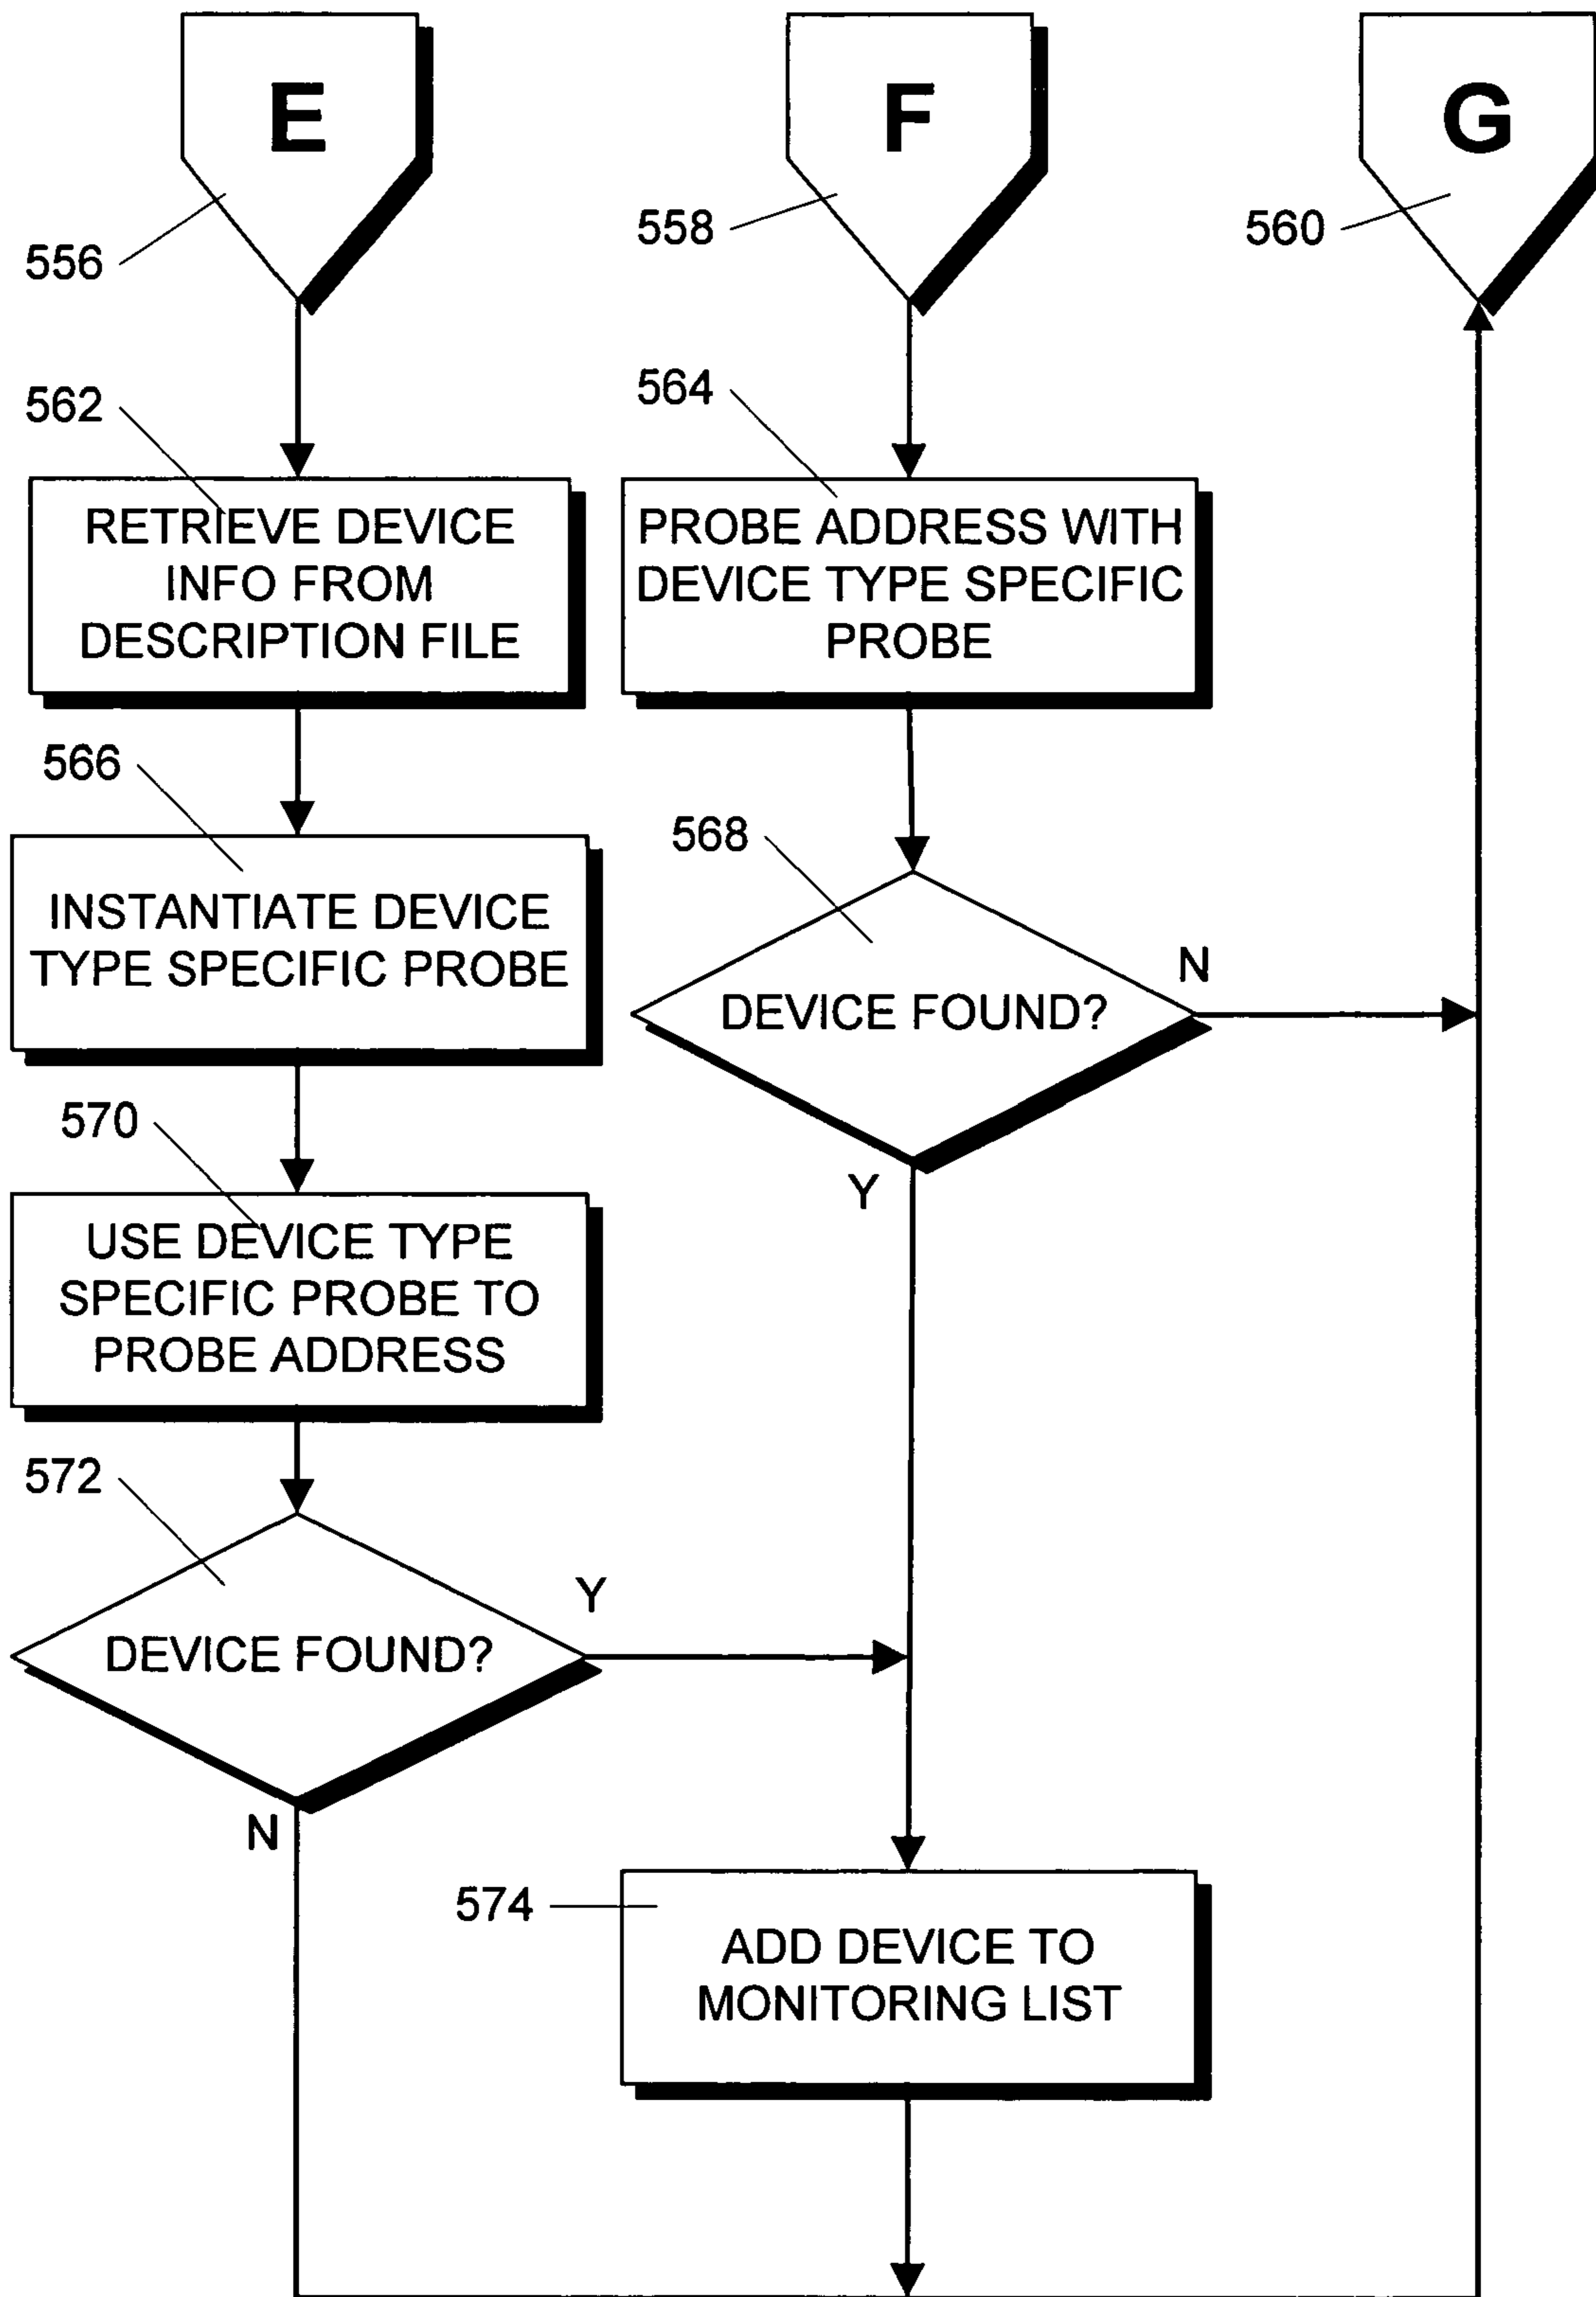 E
F
G
556
558
560
562
564
RETRIEVE DEVICE
INFO FROM
DESCRIPTION FILE
PROBE ADDRESS WITH
DEVICE TYPE SPECIFIC
PROBE
566
568
INSTANTIATE DEVICE
TYPE SPECIFIC PROBE
DEVICE FOUND?
N
Y
570
USE DEVICE TYPE
SPECIFIC PROBE TO
PROBE ADDRESS
572
DEVICE FOUND?
Y
N
574
ADD DEVICE TO
MONITORING LIST